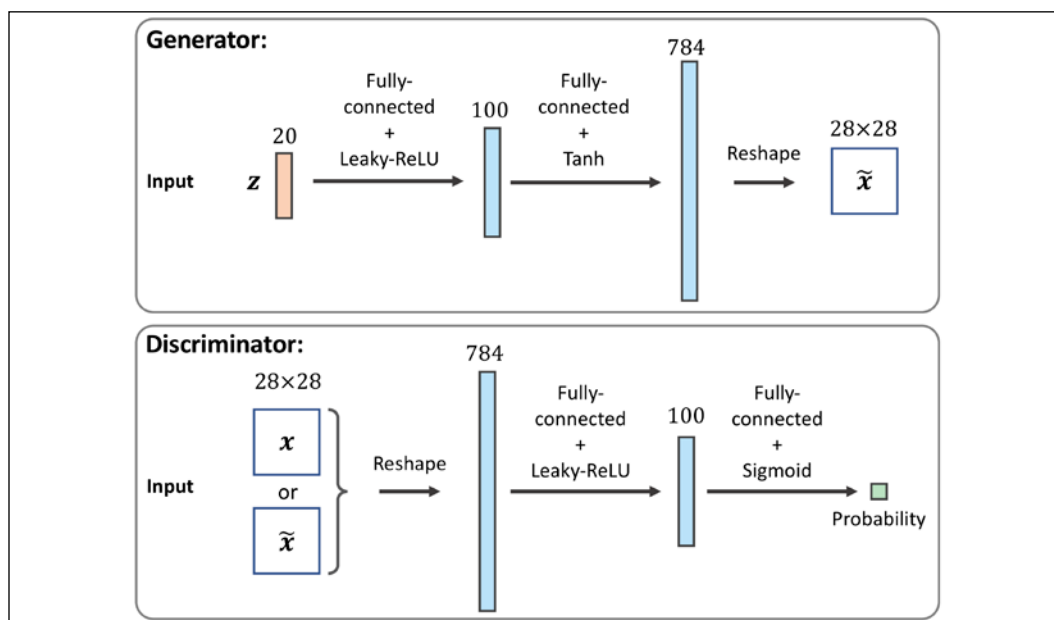 Generator:
784
Fully-
connected
+
Leaky-ReLU
100
Fully-
connected
+
Tanh
28×28
20
Reshape
Input
z
x̃
Discriminator:
784
28×28
Fully-
connected
+
Leaky-ReLU
100
Fully-
connected
+
Sigmoid
x
Reshape
Input
or
x̃
Probability